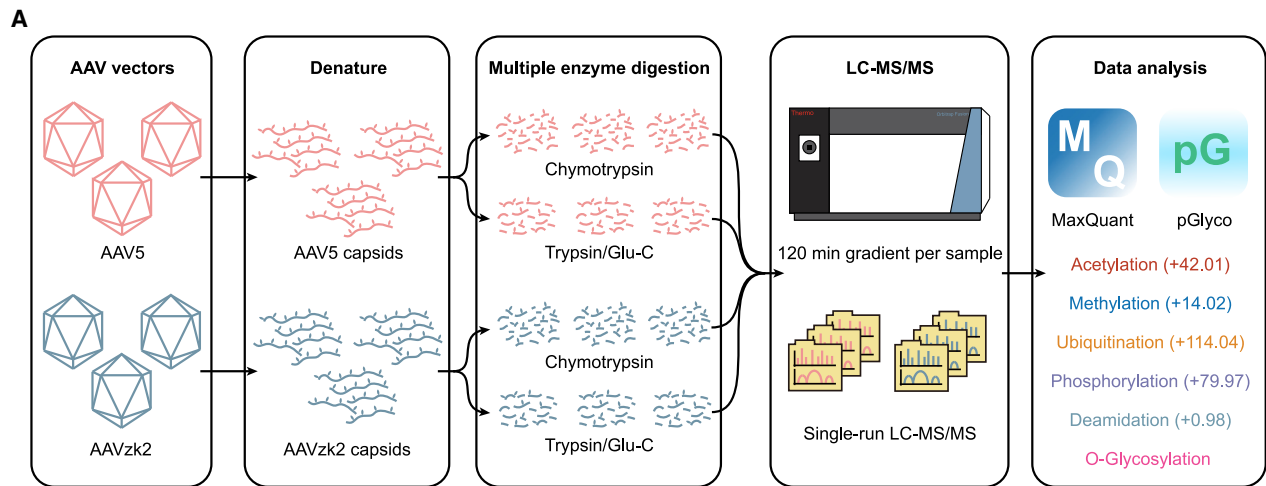 A
AAV vectors
AAV5
AAVzk2
Denature
AAV5 capsids
AAVzk2 capsids
Multiple enzyme digestion
Chymotrypsin
Trypsin/Glu-C
Chymotrypsin
Trypsin/Glu-C
LC-MS/MS
Thermo
120 min gradient per sample
Single-run LC-MS/MS
Data analysis
M
Q
pG
MaxQuant
pGlyco
Acetylation (+42.01)
Methylation (+14.02)
Ubiquitination (+114.04)
Phosphorylation (+79.97)
Deamidation (+0.98)
O-Glycosylation